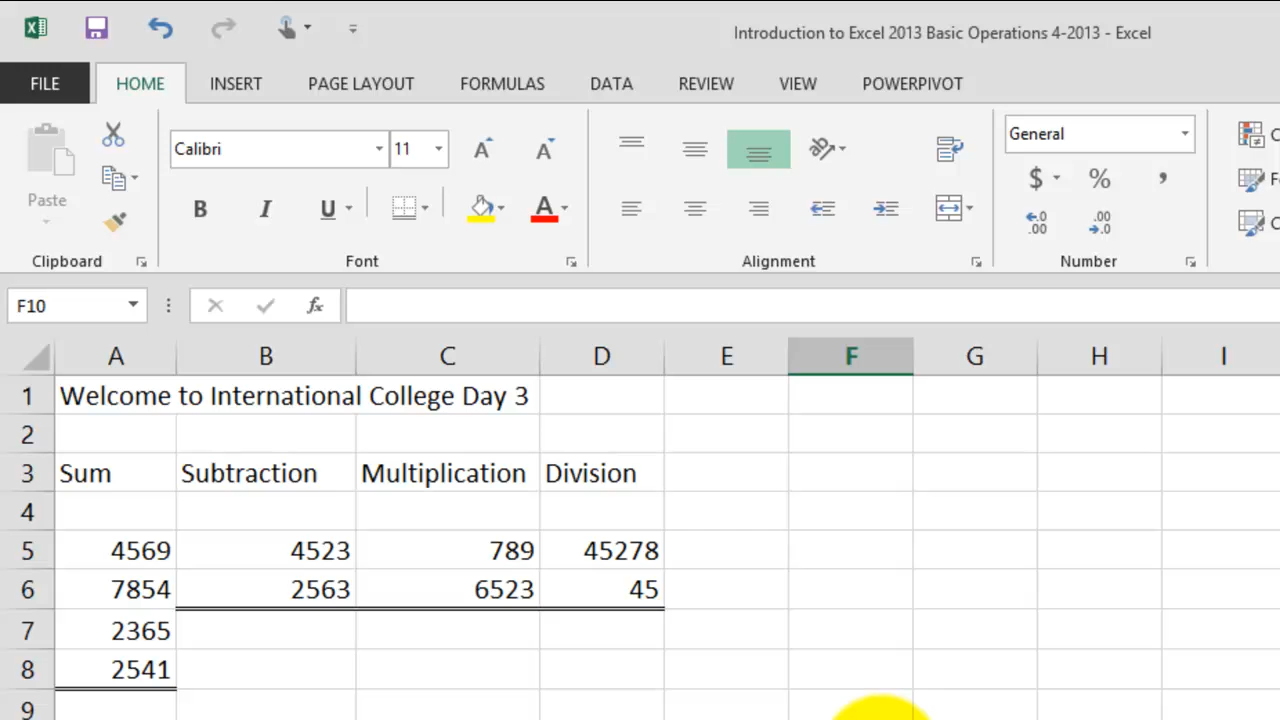 Introduction to Excel 2013 Basic Operations 4-2013 - Excel
FILE HOME INSERT PAGE LAYOUT FORMULAS DATA REVIEW VIEW POWERPIVOT
Calibri 11 General
Paste B I U A $ % ,
Clipboard Font Alignment Number
F10 fx
A B C D E F G H I
1 Welcome to International College Day 3
2
3 Sum Subtraction Multiplication Division
4
5 4569 4523 789 45278
6 7854 2563 6523 45
7 2365
8 2541
9